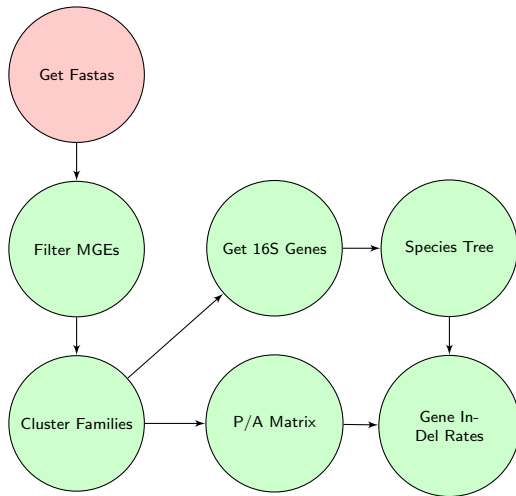 Get Fastas
Filter MGEs
Get 16S Genes
Species Tree
Cluster Families
P/A Matrix
Gene In-
Del Rates